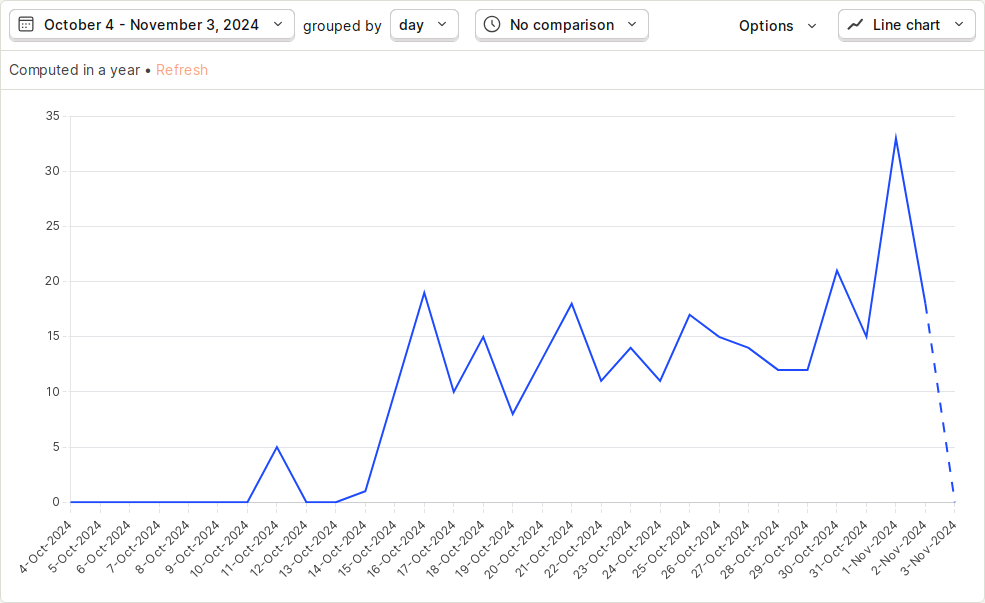 October 4 - November 3, 2024 grouped by day No comparison Options Line chart
Computed in a year • Refresh
35
30
25
20
15
10
5
0
4-Oct-2024
5-Oct-2024
6-Oct-2024
7-Oct-2024
8-Oct-2024
9-Oct-2024
10-Oct-2024
11-Oct-2024
12-Oct-2024
13-Oct-2024
14-Oct-2024
15-Oct-2024
16-Oct-2024
17-Oct-2024
18-Oct-2024
19-Oct-2024
20-Oct-2024
21-Oct-2024
22-Oct-2024
23-Oct-2024
24-Oct-2024
25-Oct-2024
26-Oct-2024
27-Oct-2024
28-Oct-2024
29-Oct-2024
30-Oct-2024
31-Oct-2024
1-Nov-2024
2-Nov-2024
3-Nov-2024